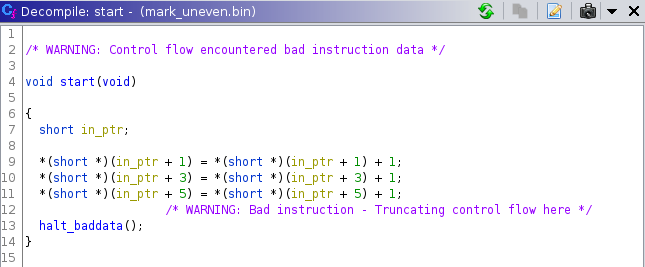 Decompile: start - (mark_uneven.bin)
1
2 /* WARNING: Control flow encountered bad instruction data */
3
4 void start(void)
5
6 {
7 short in_ptr;
8
9 *(short *)(in_ptr + 1) = *(short *)(in_ptr + 1) + 1;
10 *(short *)(in_ptr + 3) = *(short *)(in_ptr + 3) + 1;
11 *(short *)(in_ptr + 5) = *(short *)(in_ptr + 5) + 1;
12 /* WARNING: Bad instruction - Truncating control flow here */
13 halt_baddata();
14 }
15